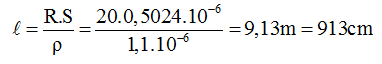 ℓ = R.S / ρ = 20.0,5024.10⁻⁶ / 1,1.10⁻⁶ = 9,13m = 913cm